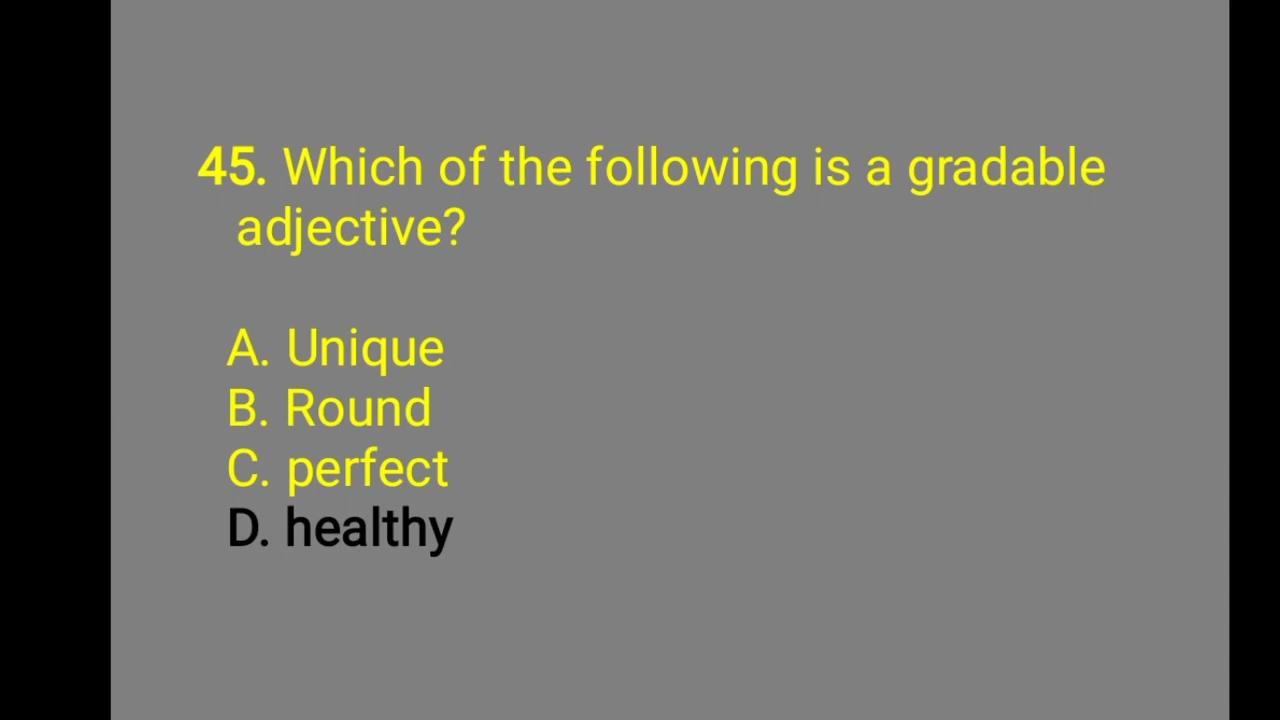 45. Which of the following is a gradable
adjective?
A. Unique
B. Round
C. perfect
D. healthy